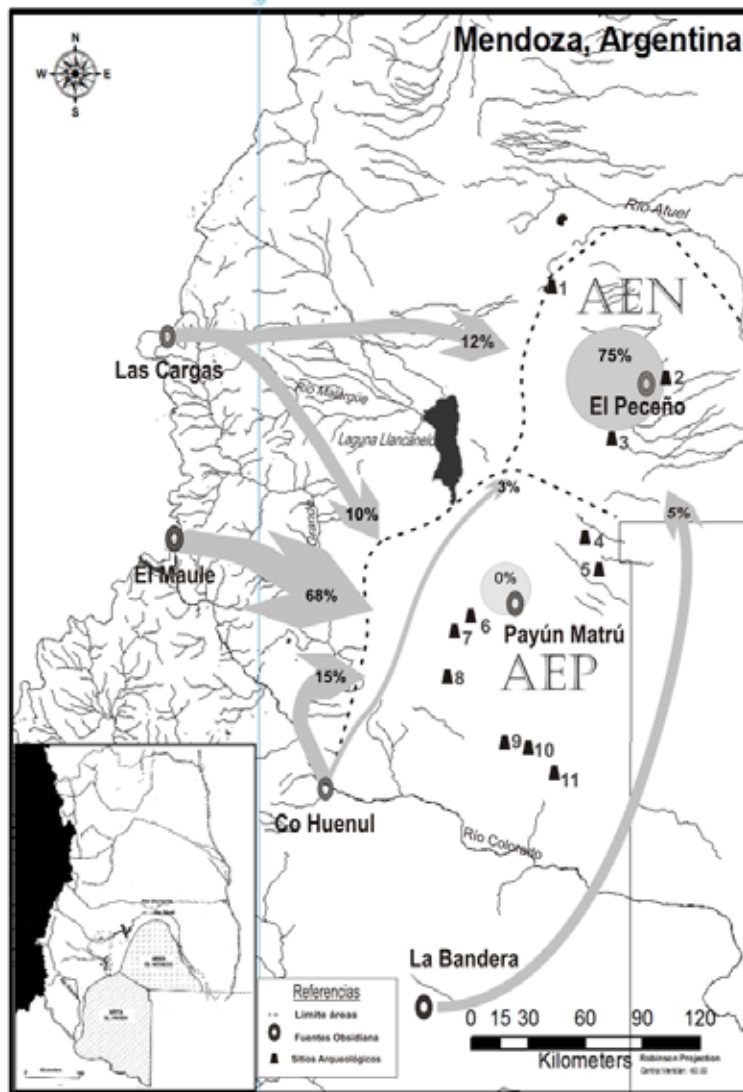 Mendoza, Argentina
N
W
E
S
Río Atuel
1
AEN
12%
75%
Las Cargas
2
El Peceño
Río Malargüe
Laguna Llancanelo
3
3%
10%
Grande
5%
El Maule
4
5
68%
0%
6
Payún Matrú
7
15%
AEP
8
9
10
11
Co Huenul
Río Colorado
La Bandera
Referencias
Límite áreas
Fuentes Obsidiana
Sitios Arqueológicos
0 15 30 60 90 120
Kilometers
Robinson Projection